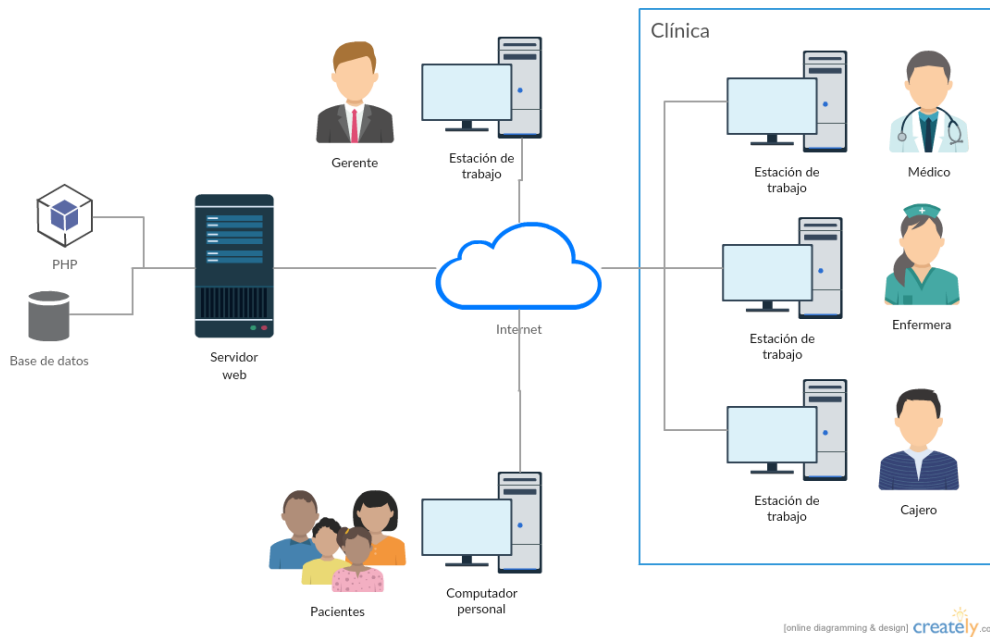 Clínica
Gerente
Estación de
trabajo
Estación de
trabajo
Médico
PHP
Base de datos
Servidor
web
Internet
Estación de
trabajo
Enfermera
Estación de
trabajo
Cajero
Pacientes
Computador
personal
[online diagramming & design] creately.co